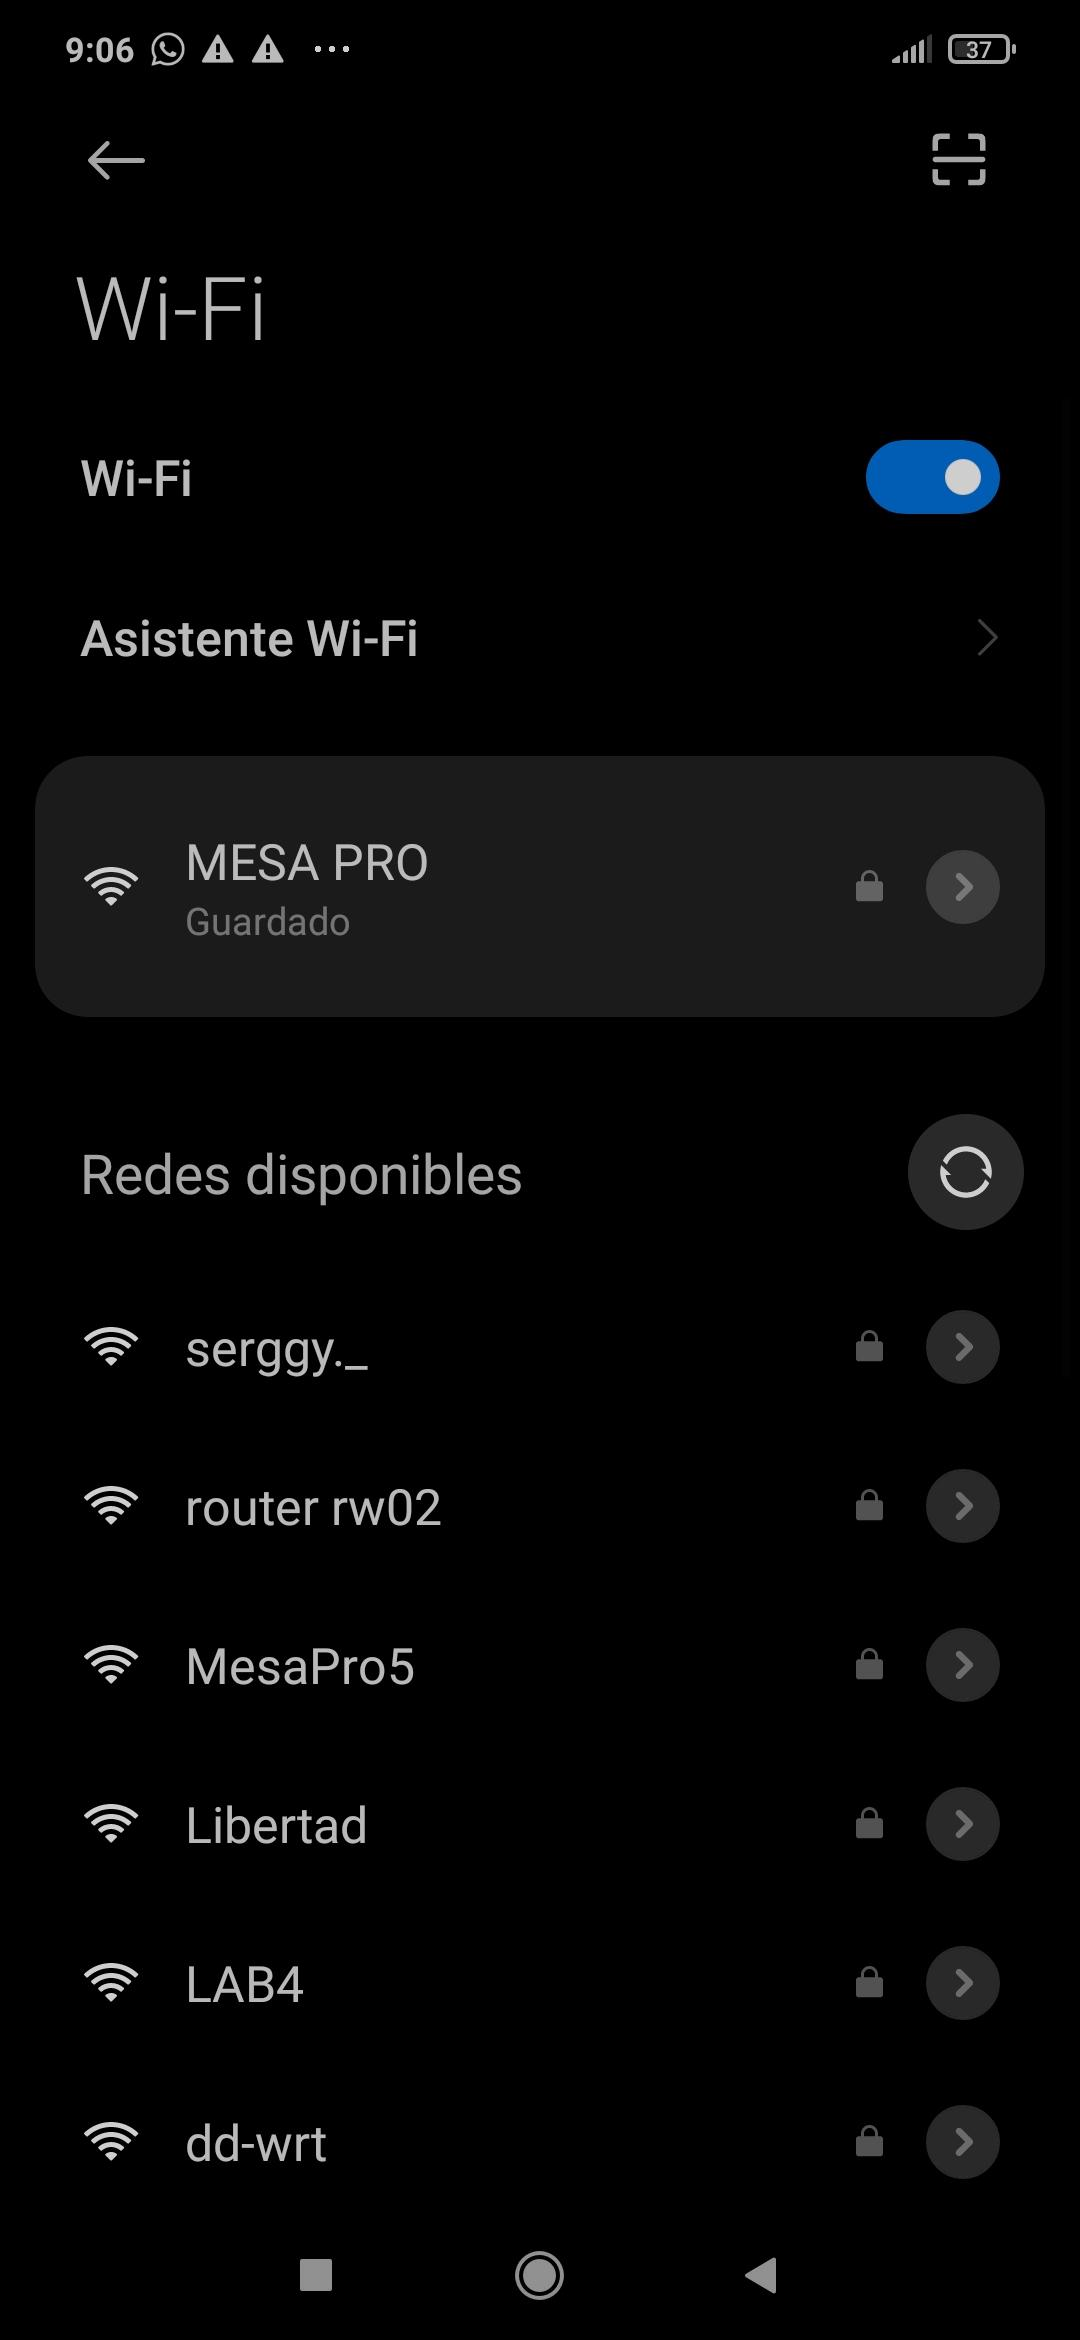 9:06
37
Wi-Fi
Wi-Fi
Asistente Wi-Fi
MESA PRO
Guardado
Redes disponibles
serggy._
router rw02
MesaPro5
Libertad
LAB4
dd-wrt